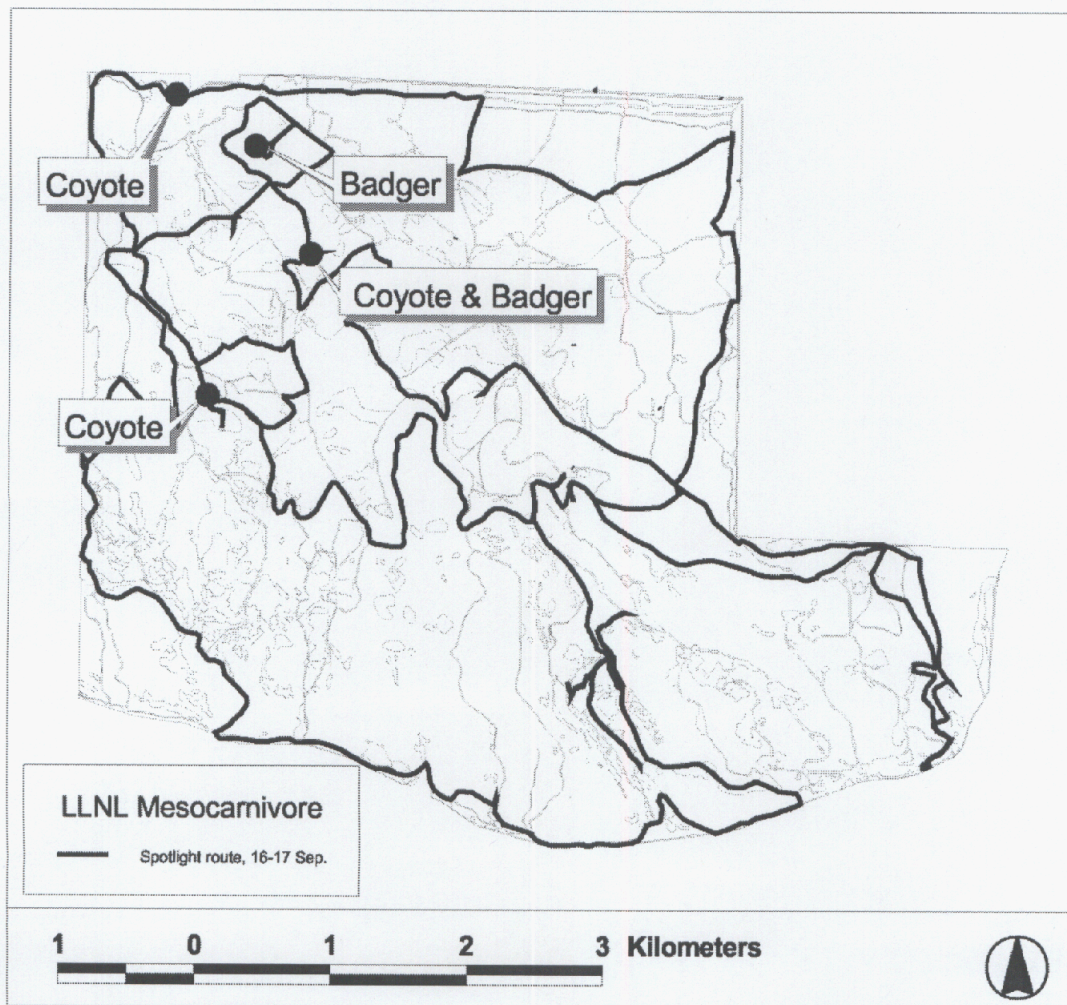 Coyote
Badger
Coyote & Badger
Coyote
LLNL Mesocarnivore
Spotlight route, 16-17 Sep.
1 0 1 2 3 Kilometers